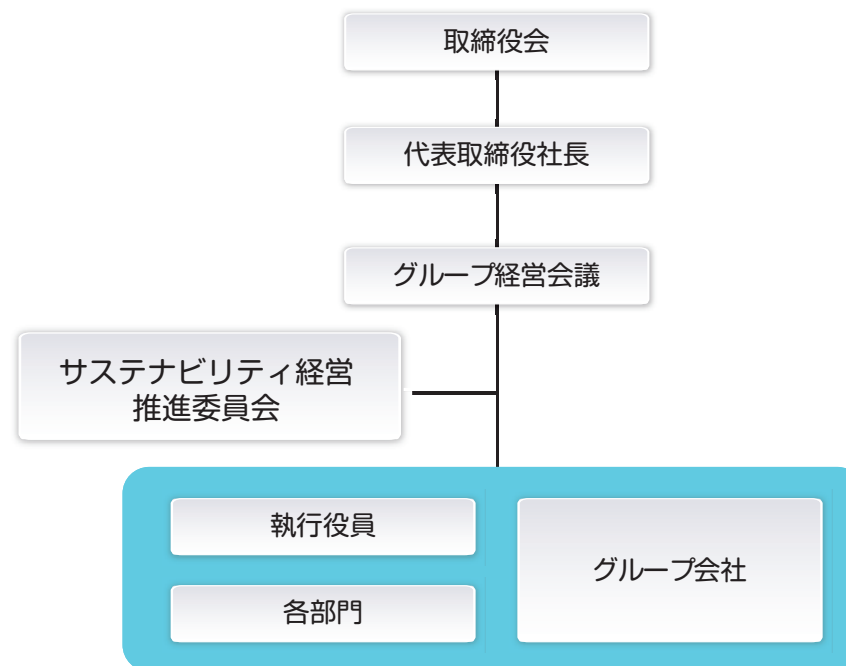 取締役会
代表取締役社長
グループ経営会議
サステナビリティ経営
推進委員会
執行役員
各部門
グループ会社